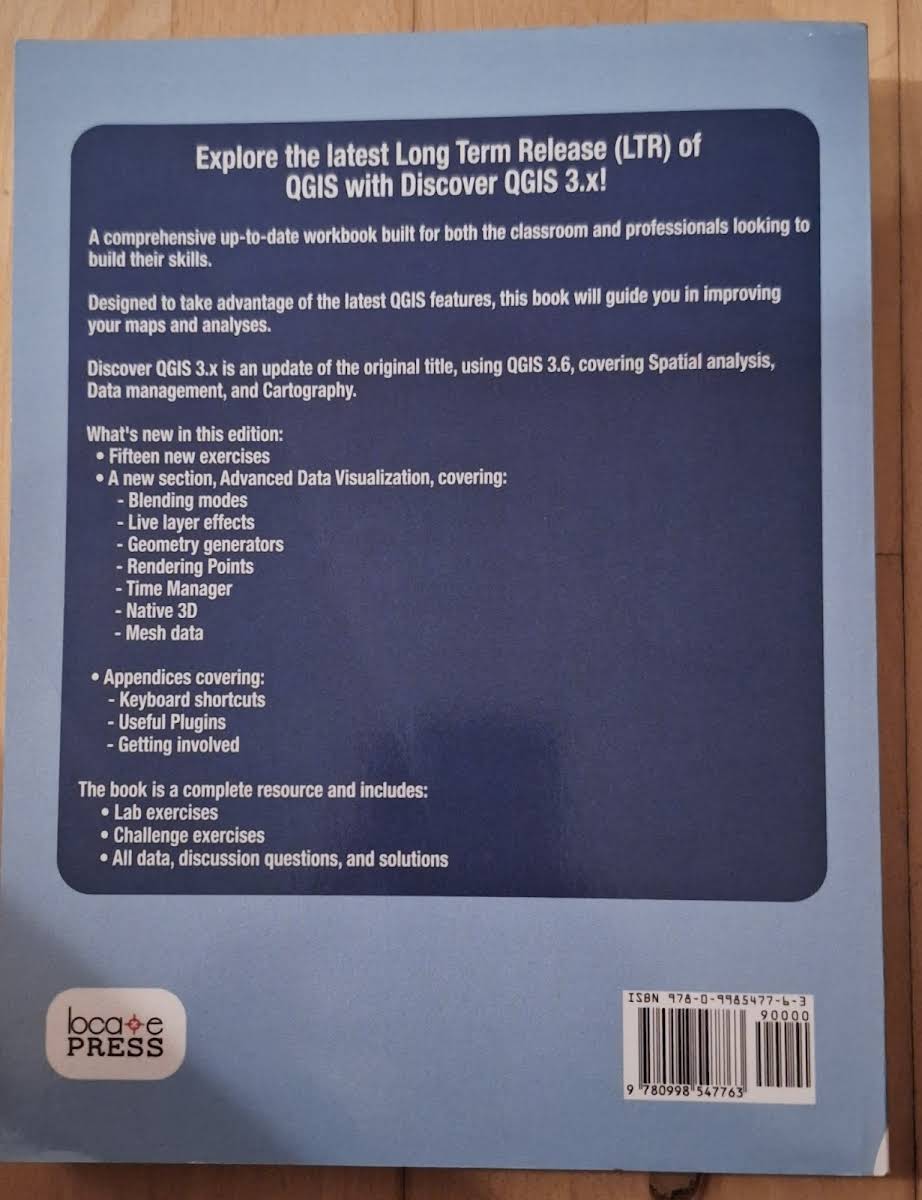 Explore the latest Long Term Release (LTR) of
QGIS with Discover QGIS 3.x!
A comprehensive up-to-date workbook built for both the classroom and professionals looking to
build their skills.
Designed to take advantage of the latest QGIS features, this book will guide you in improving
your maps and analyses.
Discover QGIS 3.x is an update of the original title, using QGIS 3.6, covering Spatial analysis,
Data management, and Cartography.
What's new in this edition:
• Fifteen new exercises
• A new section, Advanced Data Visualization, covering:
- Blending modes
- Live layer effects
- Geometry generators
- Rendering Points
- Time Manager
- Native 3D
- Mesh data
• Appendices covering:
- Keyboard shortcuts
- Useful Plugins
- Getting involved
The book is a complete resource and includes:
• Lab exercises
• Challenge exercises
• All data, discussion questions, and solutions
locate
PRESS
ISBN 978-0-9985477-6-3
90000
9 780998 547763